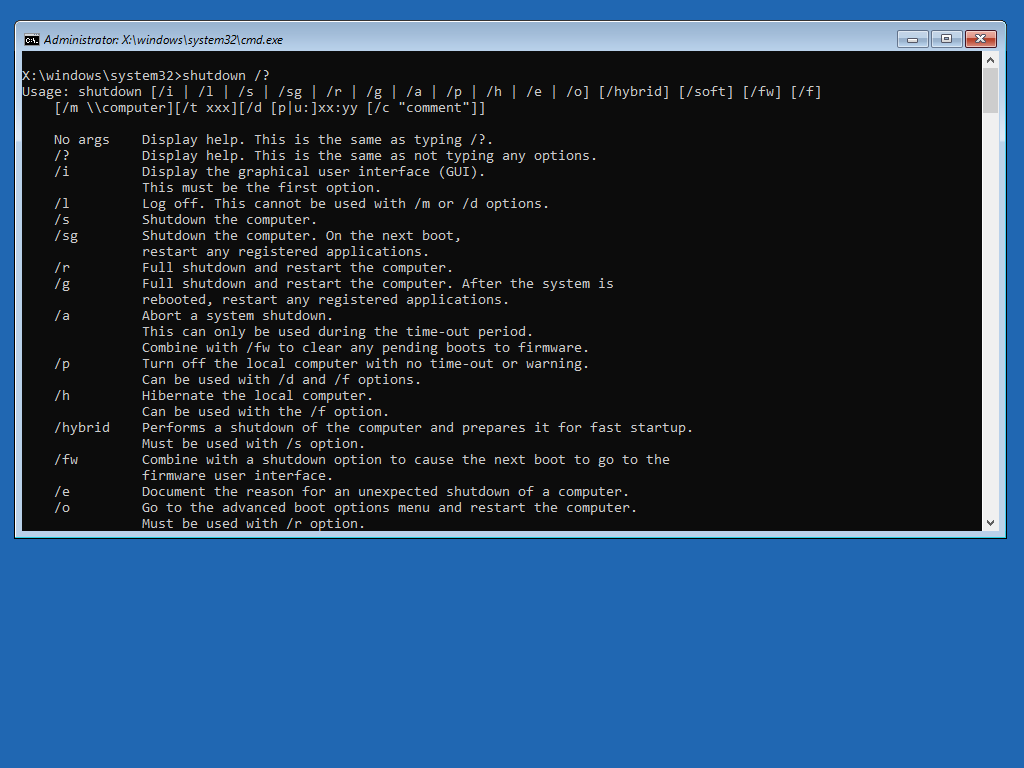 Administrator: X:\windows\system32\cmd.exe
X:\windows\system32>shutdown /?
Usage: shutdown [/i | /l | /s | /sg | /r | /g | /a | /p | /h | /e | /o] [/hybrid] [/soft] [/fw] [/f]
    [/m \\computer][/t xxx][/d [p|u:]xx:yy [/c "comment"]]
    No args    Display help. This is the same as typing /?.
    /?         Display help. This is the same as not typing any options.
    /i         Display the graphical user interface (GUI).
               This must be the first option.
    /l         Log off. This cannot be used with /m or /d options.
    /s         Shutdown the computer.
    /sg        Shutdown the computer. On the next boot,
               restart any registered applications.
    /r         Full shutdown and restart the computer.
    /g         Full shutdown and restart the computer. After the system is
               rebooted, restart any registered applications.
    /a         Abort a system shutdown.
               This can only be used during the time-out period.
               Combine with /fw to clear any pending boots to firmware.
    /p         Turn off the local computer with no time-out or warning.
               Can be used with /d and /f options.
    /h         Hibernate the local computer.
               Can be used with the /f option.
    /hybrid    Performs a shutdown of the computer and prepares it for fast startup.
               Must be used with /s option.
    /fw        Combine with a shutdown option to cause the next boot to go to the
               firmware user interface.
    /e         Document the reason for an unexpected shutdown of a computer.
    /o         Go to the advanced boot options menu and restart the computer.
               Must be used with /r option.